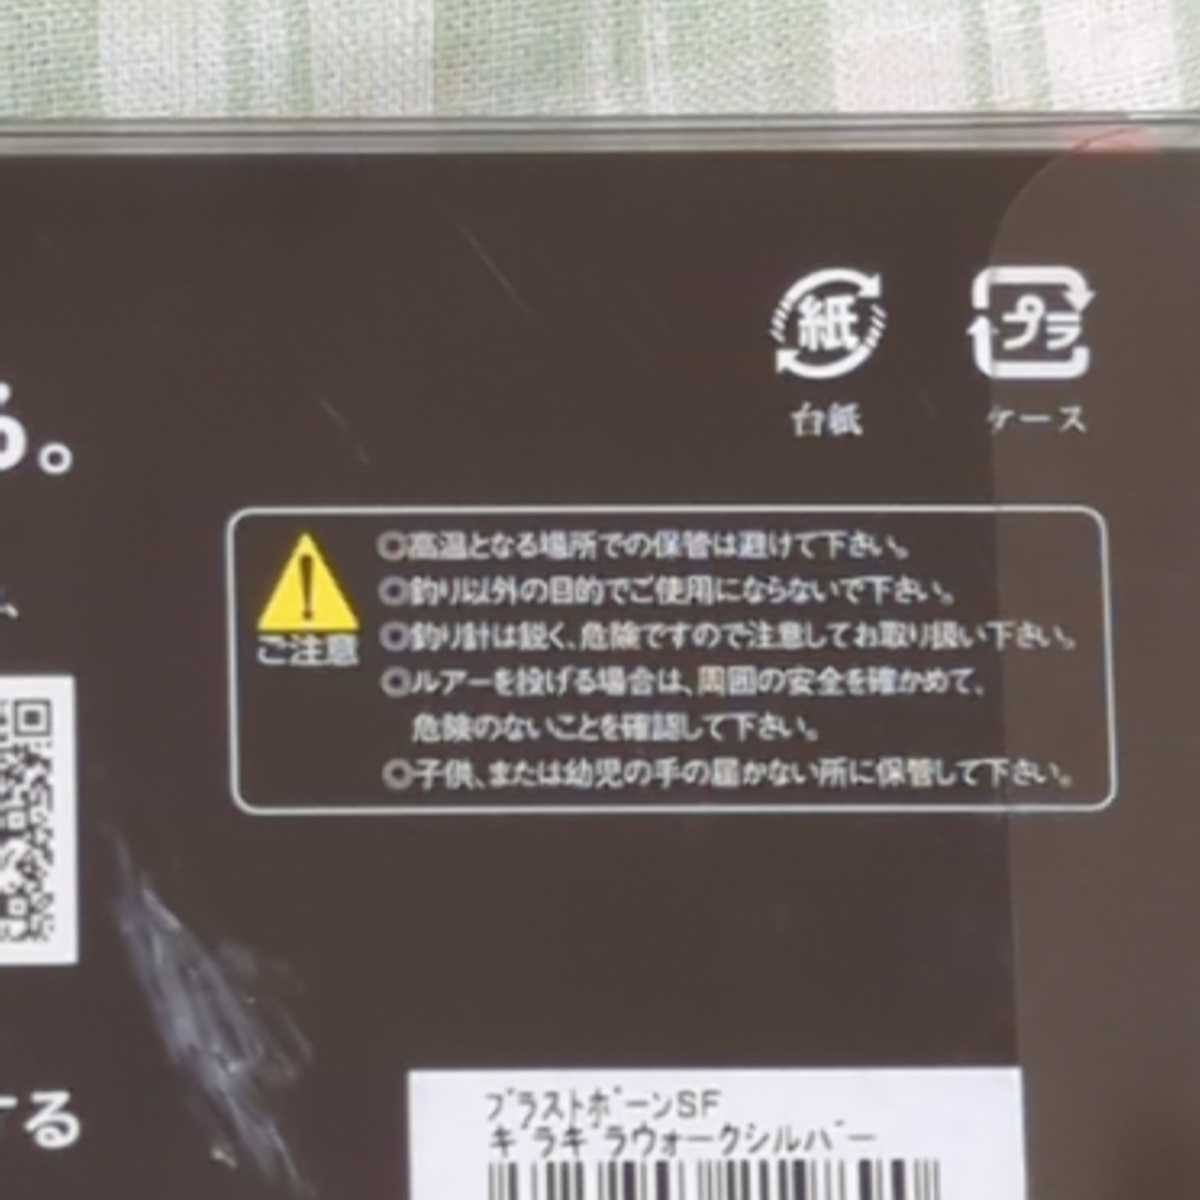 紙
プラ
台紙
ケース
る。
◎高温となる場所での保管は避けて下さい。
◎釣り以外の目的でご使用にならないで下さい。
ご注意
◎釣り針は鋭く、危険ですので注意してお取り扱い下さい。
◎ルアーを投げる場合は、周囲の安全を確かめて、
危険のないことを確認して下さい。
◎子供、または幼児の手の届かない所に保管して下さい。
する
ブラストボーンSF
ギラギラウォークシルバー